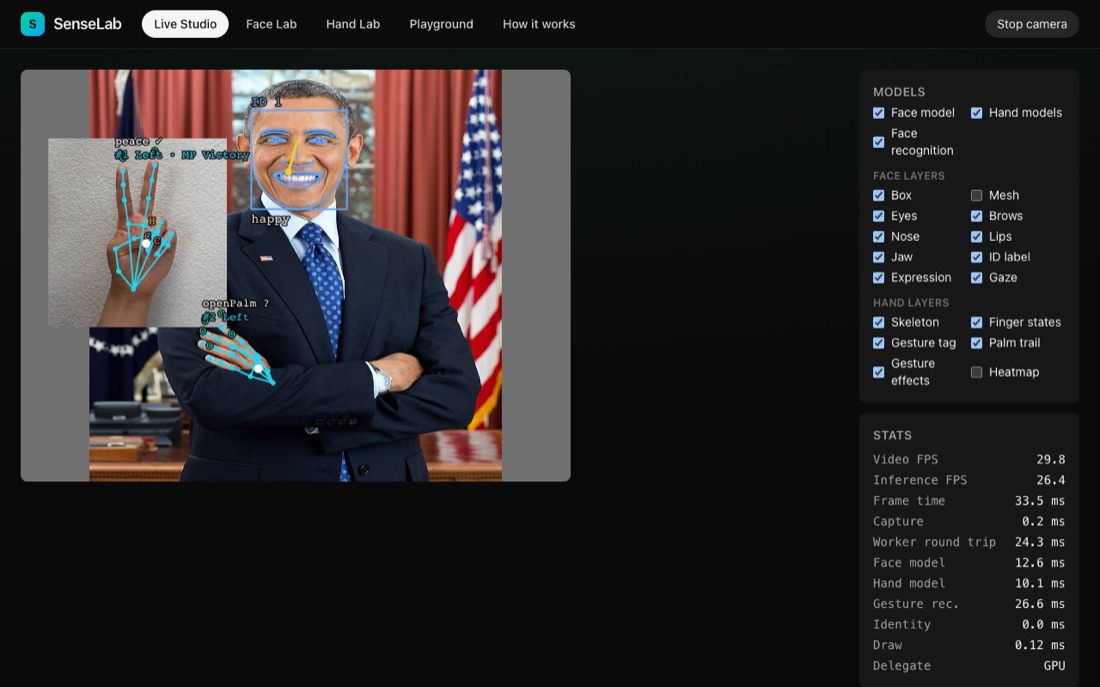 S SenseLab Live Studio Face Lab Hand Lab Playground How it works Stop camera
ID 1
peace ✓
#1 Left · MP Victory
happy
openPalm ?
#2 Left
MODELS
Face model Hand models
Face recognition
FACE LAYERS
Box Mesh
Eyes Brows
Nose Lips
Jaw ID label
Expression Gaze
HAND LAYERS
Skeleton Finger states
Gesture tag Palm trail
Gesture effects Heatmap
STATS
Video FPS 29.8
Inference FPS 26.4
Frame time 33.5 ms
Capture 0.2 ms
Worker round trip 24.3 ms
Face model 12.6 ms
Hand model 10.1 ms
Gesture rec. 26.6 ms
Identity 0.0 ms
Draw 0.12 ms
Delegate GPU